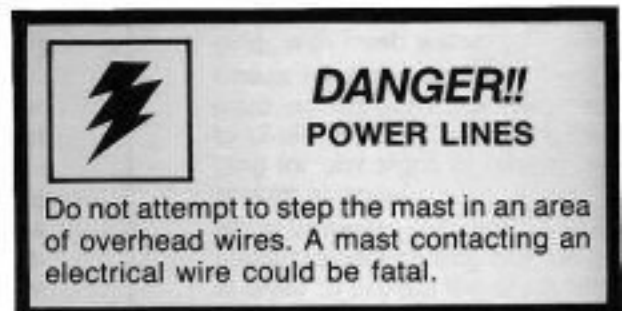 DANGER!!
POWER LINES
Do not attempt to step the mast in an area
of overhead wires. A mast contacting an
electrical wire could be fatal.